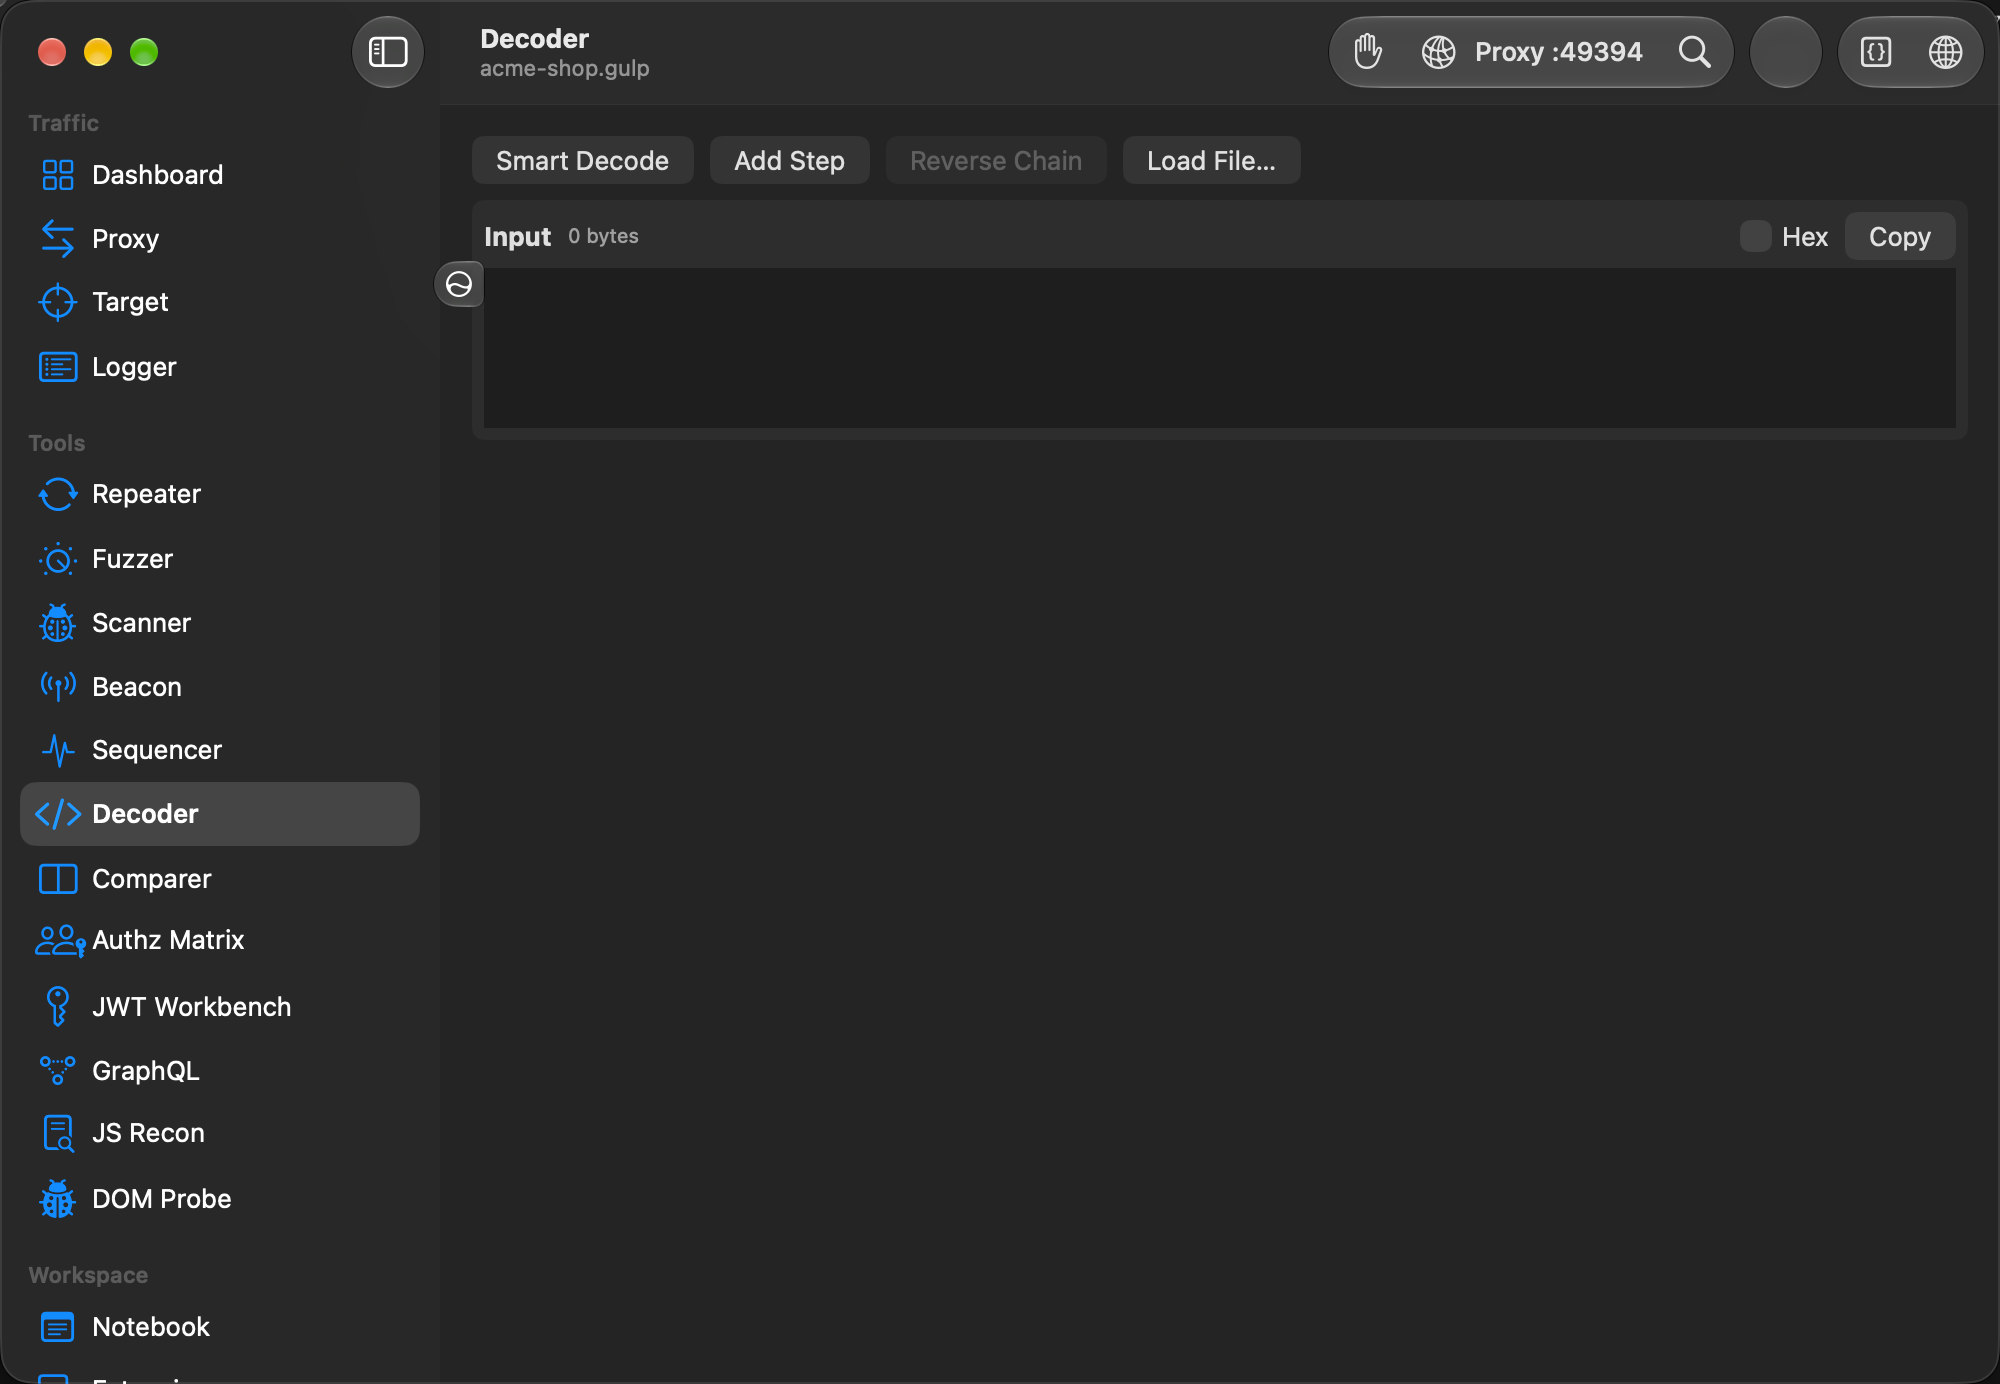 Decoder
acme-shop.gulp
Proxy :49394
Traffic
Dashboard
Proxy
Target
Logger
Tools
Repeater
Fuzzer
Scanner
Beacon
Sequencer
Decoder
Comparer
Authz Matrix
JWT Workbench
GraphQL
JS Recon
DOM Probe
Workspace
Notebook
Smart Decode Add Step Reverse Chain Load File...
Input 0 bytes Hex Copy